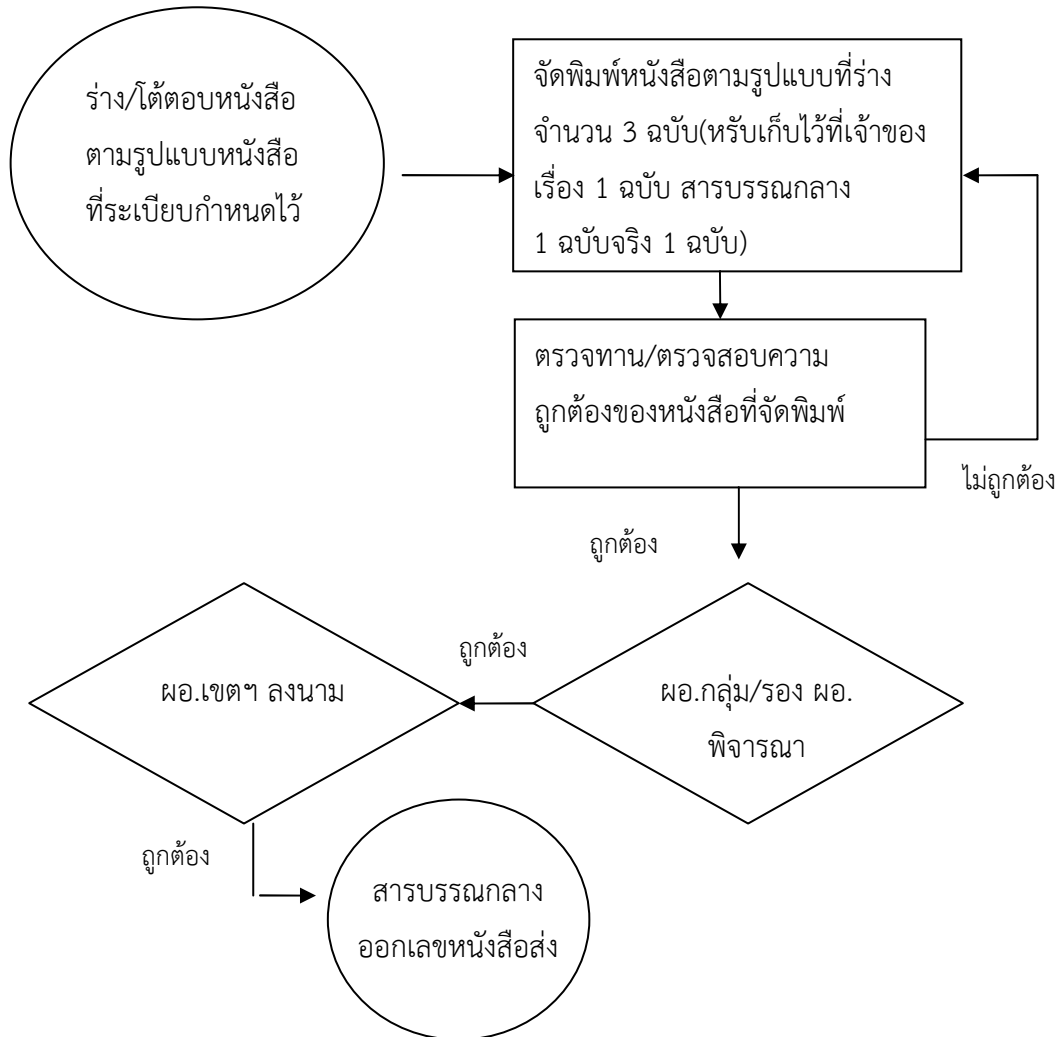 ร่าง/โต้ตอบหนังสือ
ตามรูปแบบหนังสือ
ที่ระเบียบกำหนดไว้
จัดพิมพ์หนังสือตามรูปแบบที่ร่าง
จำนวน 3 ฉบับ(หรับเก็บไว้ที่เจ้าของ
เรื่อง 1 ฉบับ สารบรรณกลาง
1 ฉบับจริง 1 ฉบับ)
ตรวจทาน/ตรวจสอบความ
ถูกต้องของหนังสือที่จัดพิมพ์
ไม่ถูกต้อง
ถูกต้อง
ผอ.กลุ่ม/รอง ผอ.
พิจารณา
ถูกต้อง
ผอ.เขตฯ ลงนาม
ถูกต้อง
สารบรรณกลาง
ออกเลขหนังสือส่ง